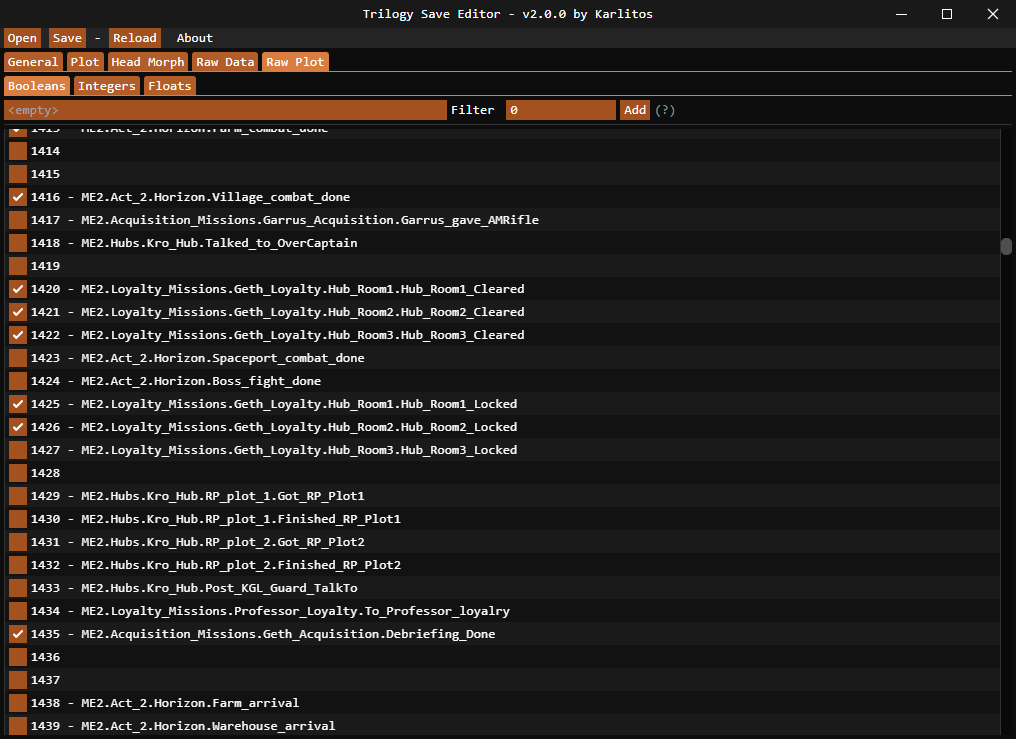 Trilogy Save Editor - v2.0.0 by Karlitos
Open Save - Reload About
General Plot Head Morph Raw Data Raw Plot
Booleans Integers Floats
<empty> Filter 0 Add (?)
1413 - ME2.Act_2.Horizon.Farm_combat_done
1414
1415
1416 - ME2.Act_2.Horizon.Village_combat_done
1417 - ME2.Acquisition_Missions.Garrus_Acquisition.Garrus_gave_AMRifle
1418 - ME2.Hubs.Kro_Hub.Talked_to_OverCaptain
1419
1420 - ME2.Loyalty_Missions.Geth_Loyalty.Hub_Room1.Hub_Room1_Cleared
1421 - ME2.Loyalty_Missions.Geth_Loyalty.Hub_Room2.Hub_Room2_Cleared
1422 - ME2.Loyalty_Missions.Geth_Loyalty.Hub_Room3.Hub_Room3_Cleared
1423 - ME2.Act_2.Horizon.Spaceport_combat_done
1424 - ME2.Act_2.Horizon.Boss_fight_done
1425 - ME2.Loyalty_Missions.Geth_Loyalty.Hub_Room1.Hub_Room1_Locked
1426 - ME2.Loyalty_Missions.Geth_Loyalty.Hub_Room2.Hub_Room2_Locked
1427 - ME2.Loyalty_Missions.Geth_Loyalty.Hub_Room3.Hub_Room3_Locked
1428
1429 - ME2.Hubs.Kro_Hub.RP_plot_1.Got_RP_Plot1
1430 - ME2.Hubs.Kro_Hub.RP_plot_1.Finished_RP_Plot1
1431 - ME2.Hubs.Kro_Hub.RP_plot_2.Got_RP_Plot2
1432 - ME2.Hubs.Kro_Hub.RP_plot_2.Finished_RP_Plot2
1433 - ME2.Hubs.Kro_Hub.Post_KGL_Guard_TalkTo
1434 - ME2.Loyalty_Missions.Professor_Loyalty.To_Professor_loyalry
1435 - ME2.Acquisition_Missions.Geth_Acquisition.Debriefing_Done
1436
1437
1438 - ME2.Act_2.Horizon.Farm_arrival
1439 - ME2.Act_2.Horizon.Warehouse_arrival